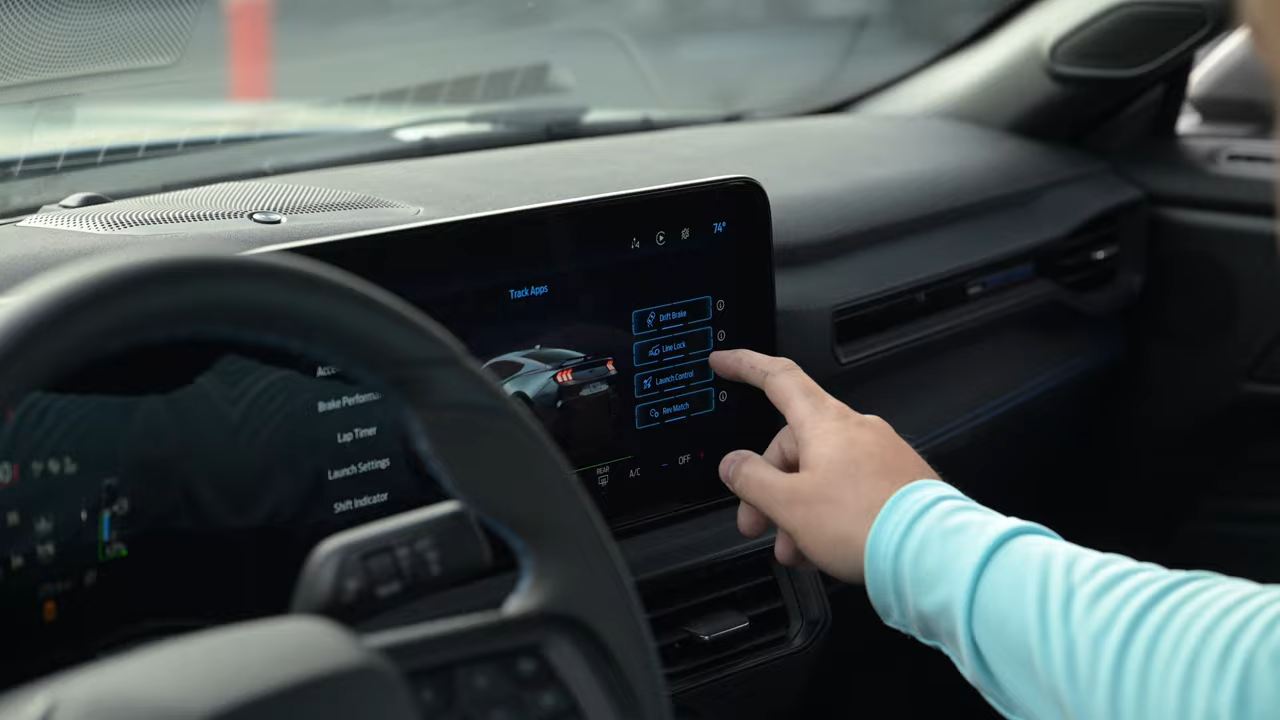 74°
Track Apps
Drift Brake
Line Lock
Launch Control
Rev Match
Brake Performa
Lap Timer
Launch Settings
Shift Indicator
REAR
A/C
OFF